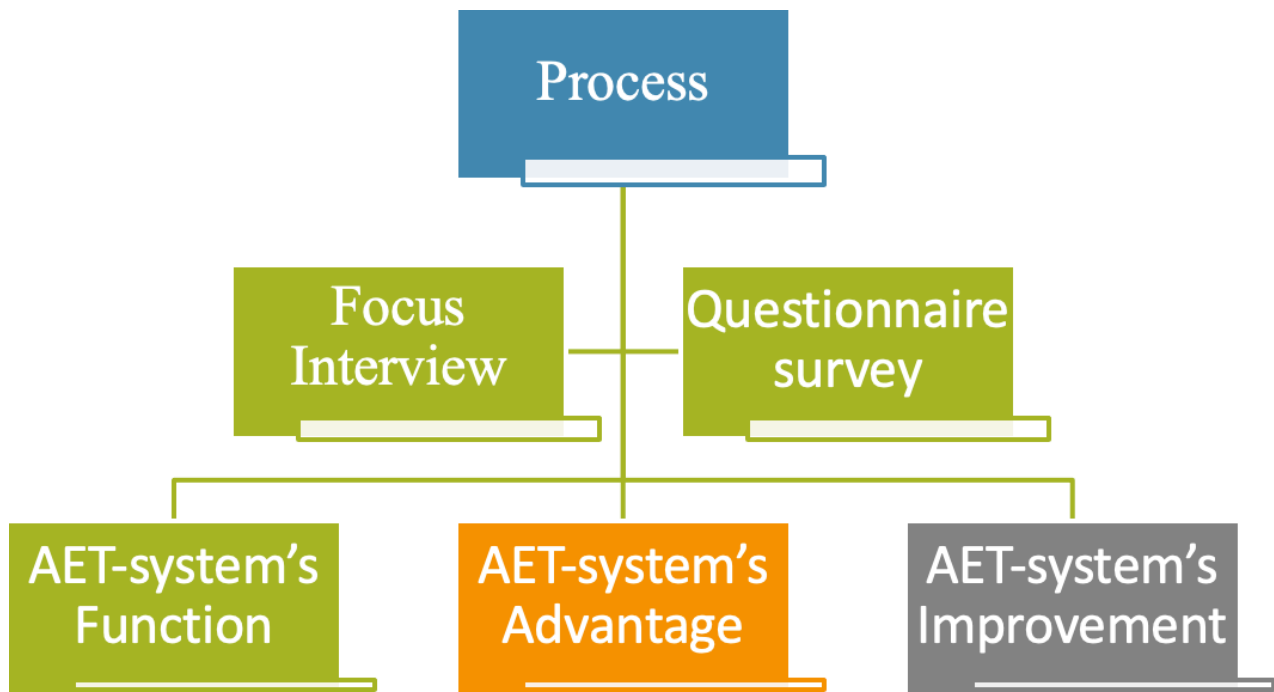 Process
Focus
Interview
Questionnaire
survey
AET-system’s
Function
AET-system’s
Advantage
AET-system’s
Improvement